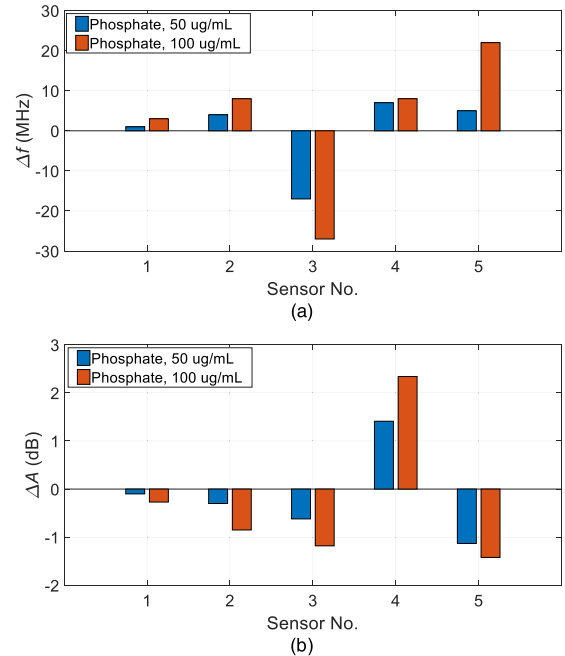 30
20
10
0
-10
-20
-30
Δf (MHz)
Phosphate, 50 ug/mL
Phosphate, 100 ug/mL
1 2 3 4 5
Sensor No.
(a)
3
2
1
0
-1
-2
ΔA (dB)
Phosphate, 50 ug/mL
Phosphate, 100 ug/mL
1 2 3 4 5
Sensor No.
(b)